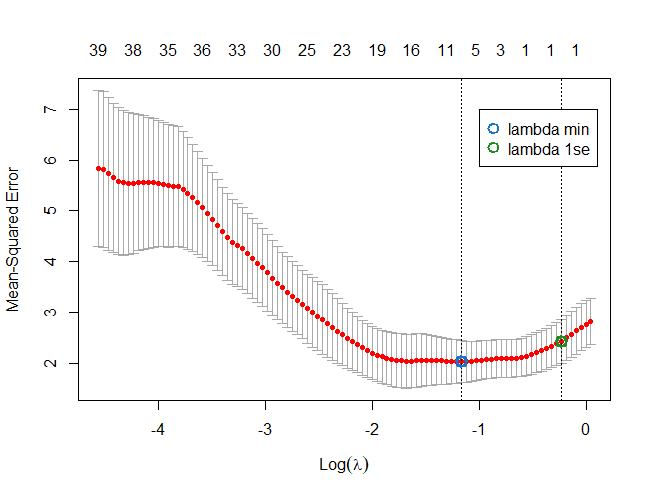 39 38 35 36 33 30 25 23 19 16 11 5 3 1 1 1
7
6
5
4
3
2
Mean-Squared Error
lambda min
lambda 1se
-4 -3 -2 -1 0
Log(λ)